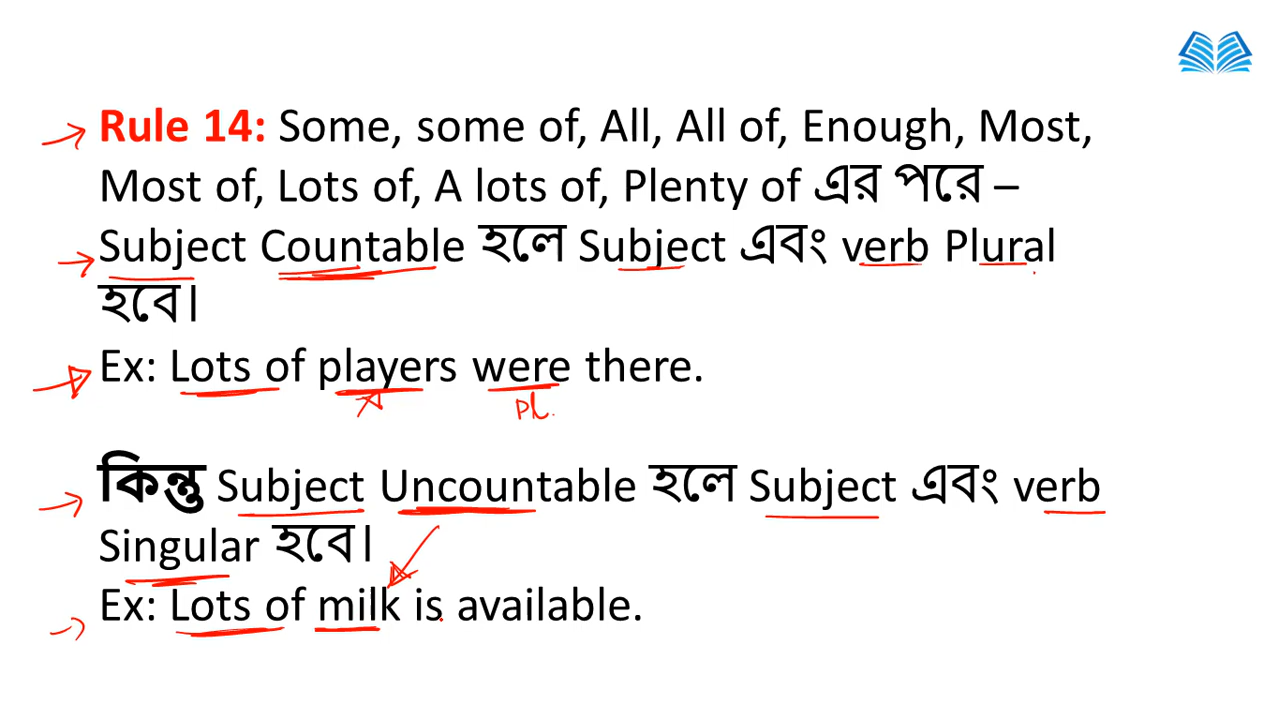 Rule 14: Some, some of, All, All of, Enough, Most,
Most of, Lots of, A lots of, Plenty of এর পরে –
Subject Countable হলে Subject এবং verb Plural
হবে।
Ex: Lots of players were there.
pl.
কিন্তু Subject Uncountable হলে Subject এবং verb
Singular হবে।
Ex: Lots of milk is available.